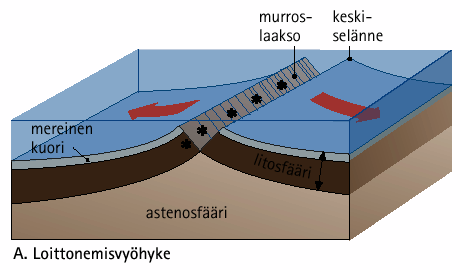 murros-
laakso
keski-
selänne
mereinen
kuori
litosfääri
astenosfääri
A. Loittonemisvyöhyke